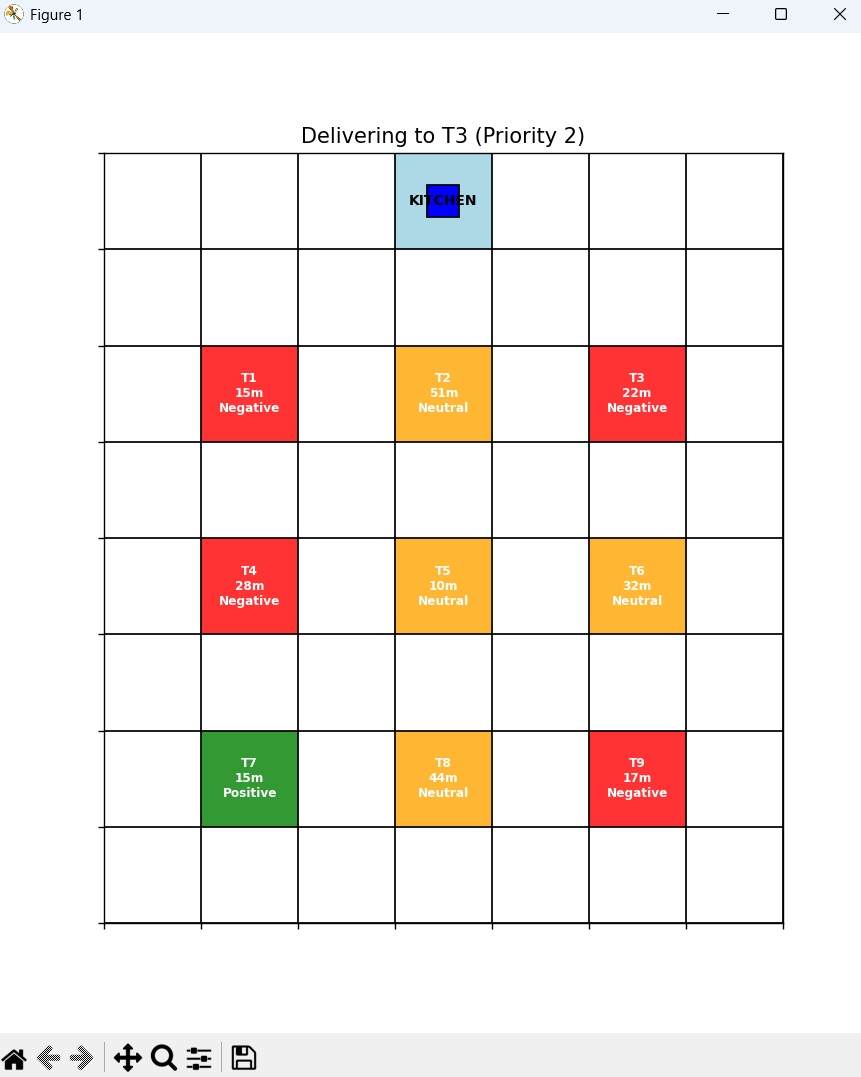 Figure 1
Delivering to T3 (Priority 2)
KITCHEN
T1
15m
Negative
T2
51m
Neutral
T3
22m
Negative
T4
28m
Negative
T5
10m
Neutral
T6
32m
Neutral
T7
15m
Positive
T8
44m
Neutral
T9
17m
Negative